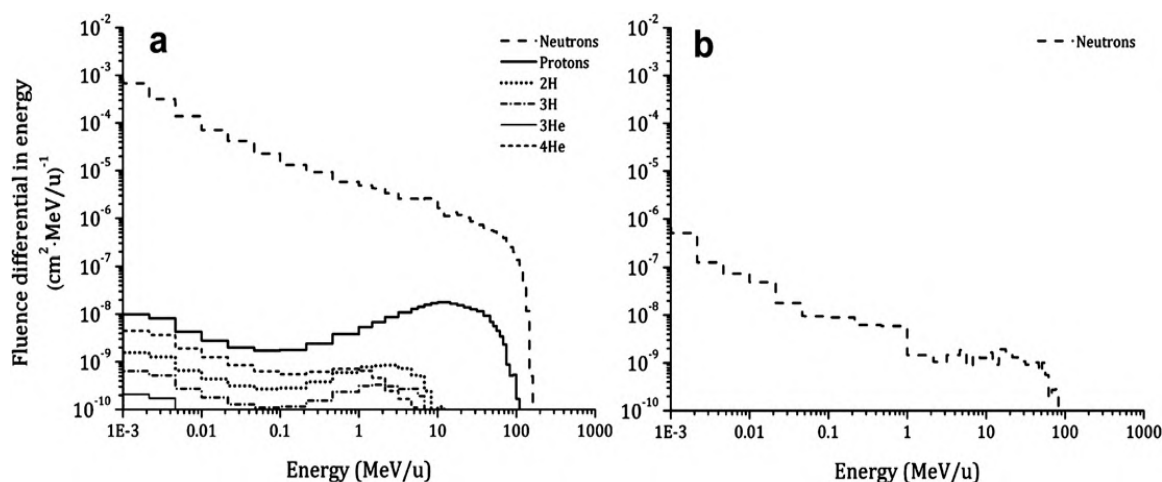 a
Neutrons
Protons
2H
3H
3He
4He
10⁻²
10⁻³
10⁻⁴
10⁻⁵
10⁻⁶
10⁻⁷
10⁻⁸
10⁻⁹
10⁻¹⁰
Fluence differential in energy
(cm²·MeV/u)⁻¹
1E-3 0.01 0.1 1 10 100 1000
Energy (MeV/u)
b
Neutrons
10⁻²
10⁻³
10⁻⁴
10⁻⁵
10⁻⁶
10⁻⁷
10⁻⁸
10⁻⁹
10⁻¹⁰
1E-3 0.01 0.1 1 10 100 1000
Energy (MeV/u)